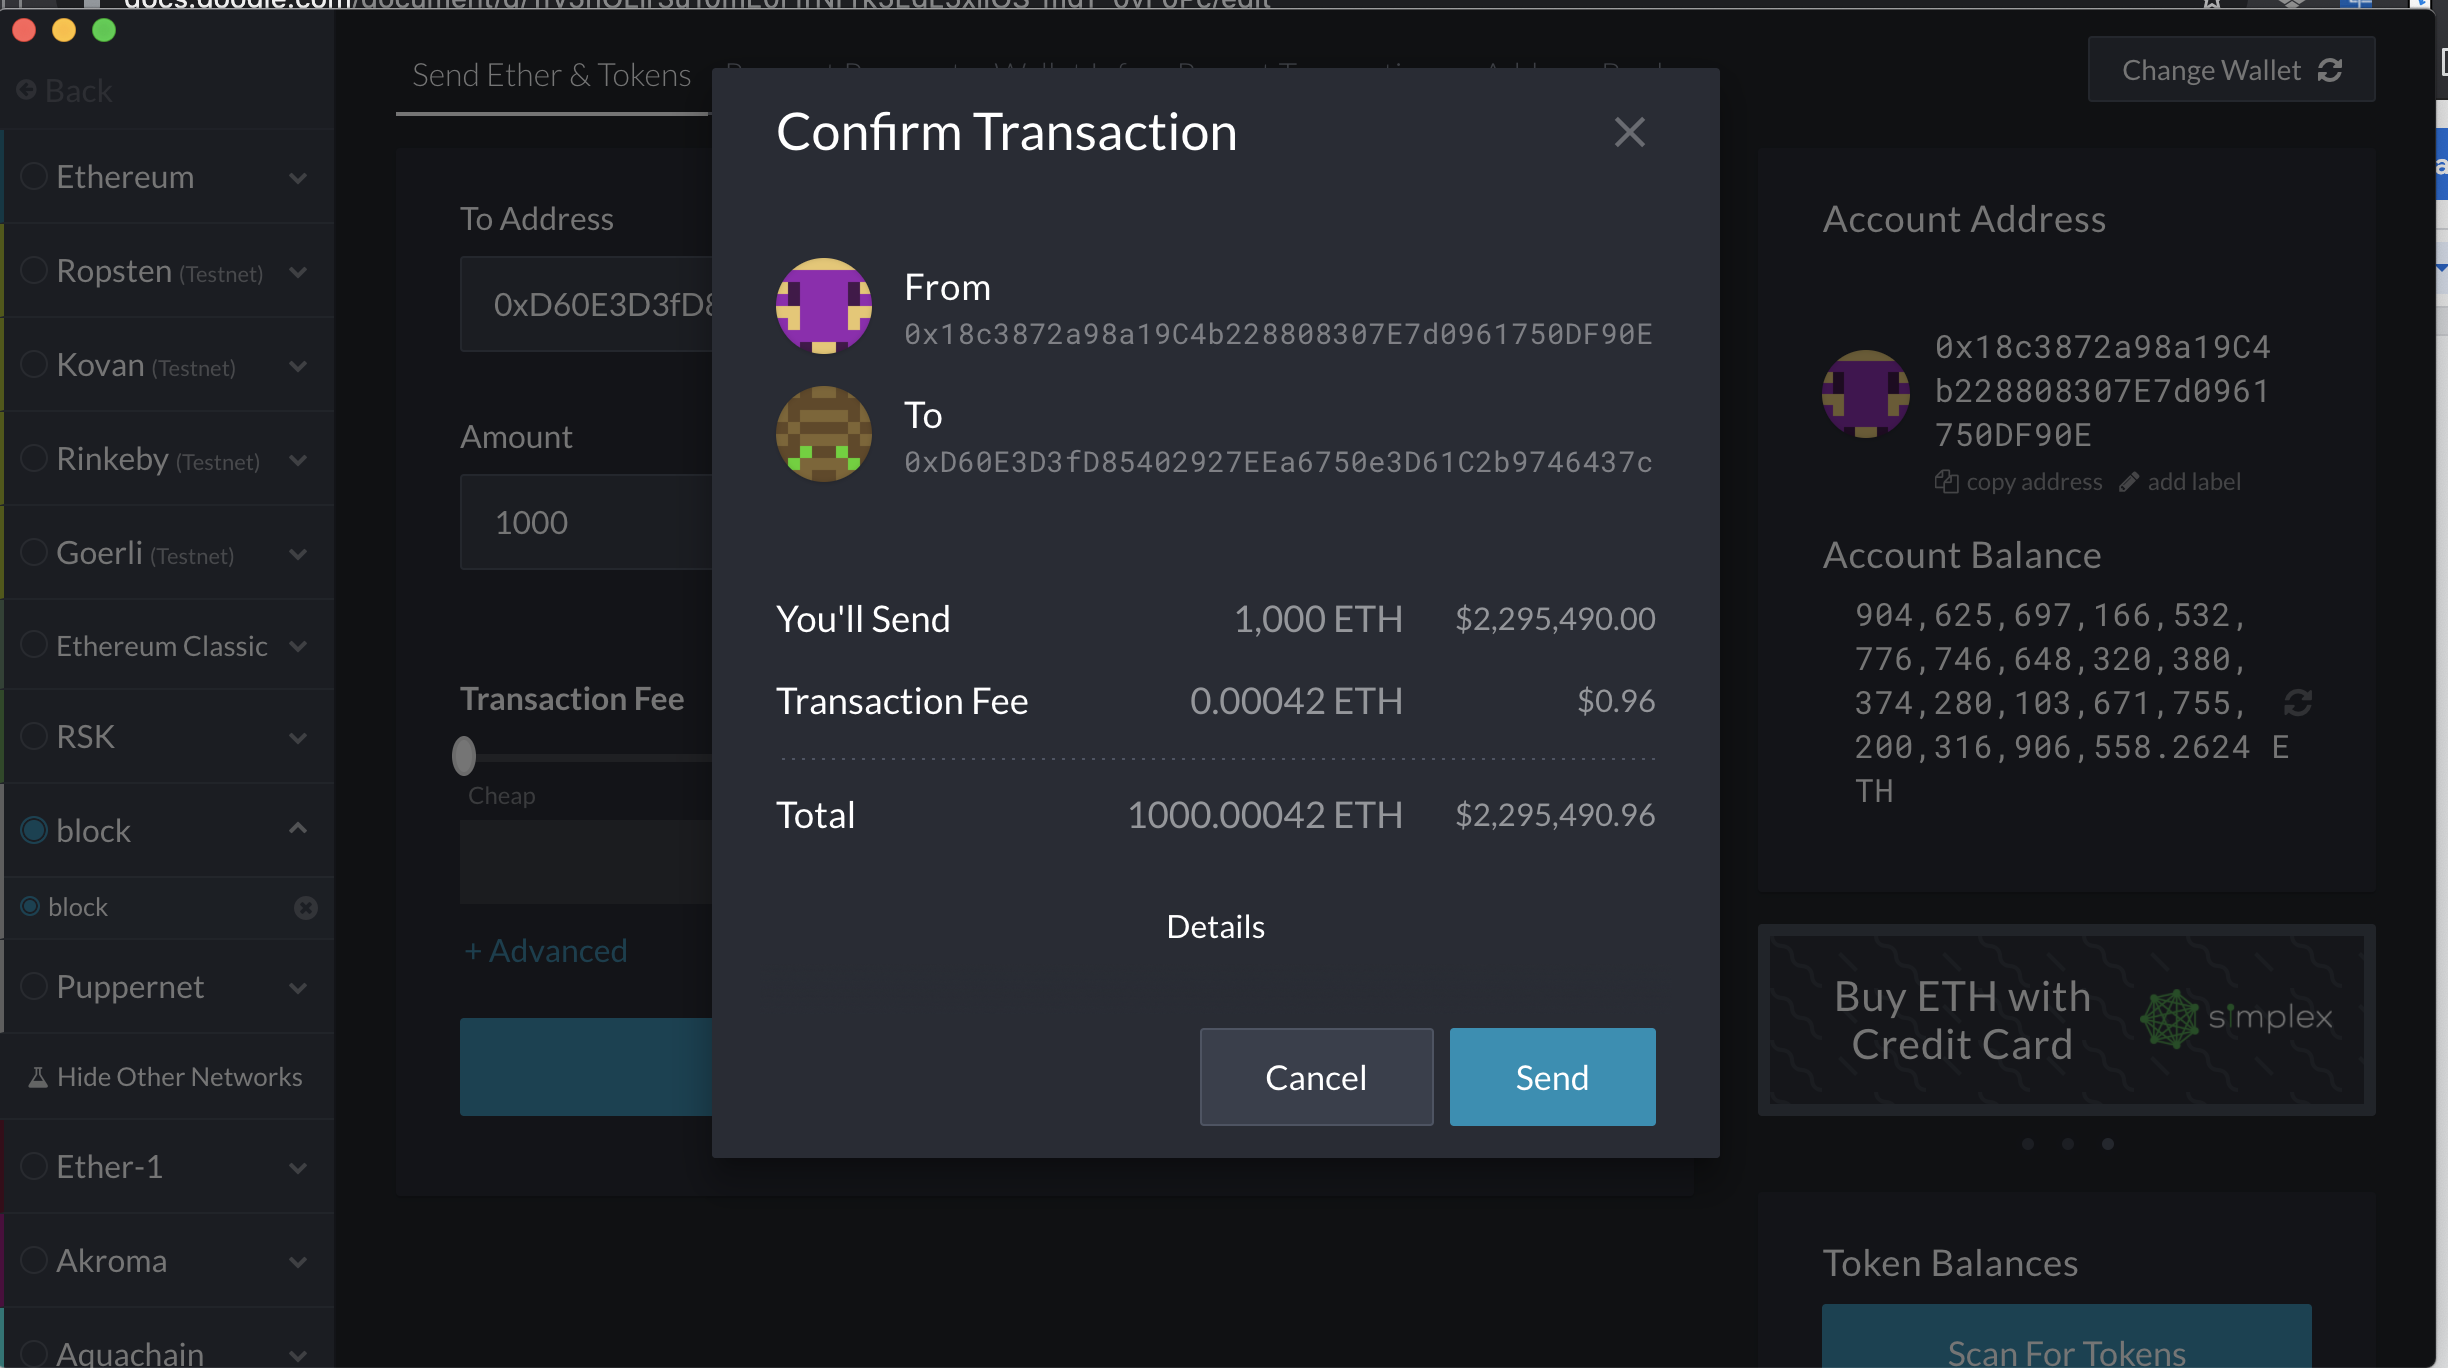 Back
Ethereum
Ropsten (Testnet)
Kovan (Testnet)
Rinkeby (Testnet)
Goerli (Testnet)
Ethereum Classic
RSK
block
block
Puppernet
Hide Other Networks
Ether-1
Akroma
Aquachain
Send Ether & Tokens
Change Wallet
To Address
0xD60E3D3fD8
Amount
1000
Transaction Fee
Cheap
+ Advanced
Confirm Transaction
From
0x18c3872a98a19C4b228808307E7d0961750DF90E
To
0xD60E3D3fD85402927EEa6750e3D61C2b9746437c
You'll Send 1,000 ETH $2,295,490.00
Transaction Fee 0.00042 ETH $0.96
Total 1000.00042 ETH $2,295,490.96
Details
Cancel Send
Account Address
0x18c3872a98a19C4
b228808307E7d0961
750DF90E
copy address add label
Account Balance
904,625,697,166,532,
776,746,648,320,380,
374,280,103,671,755,
200,316,906,558.2624 E
TH
Buy ETH with
Credit Card
simplex
Token Balances
Scan For Tokens